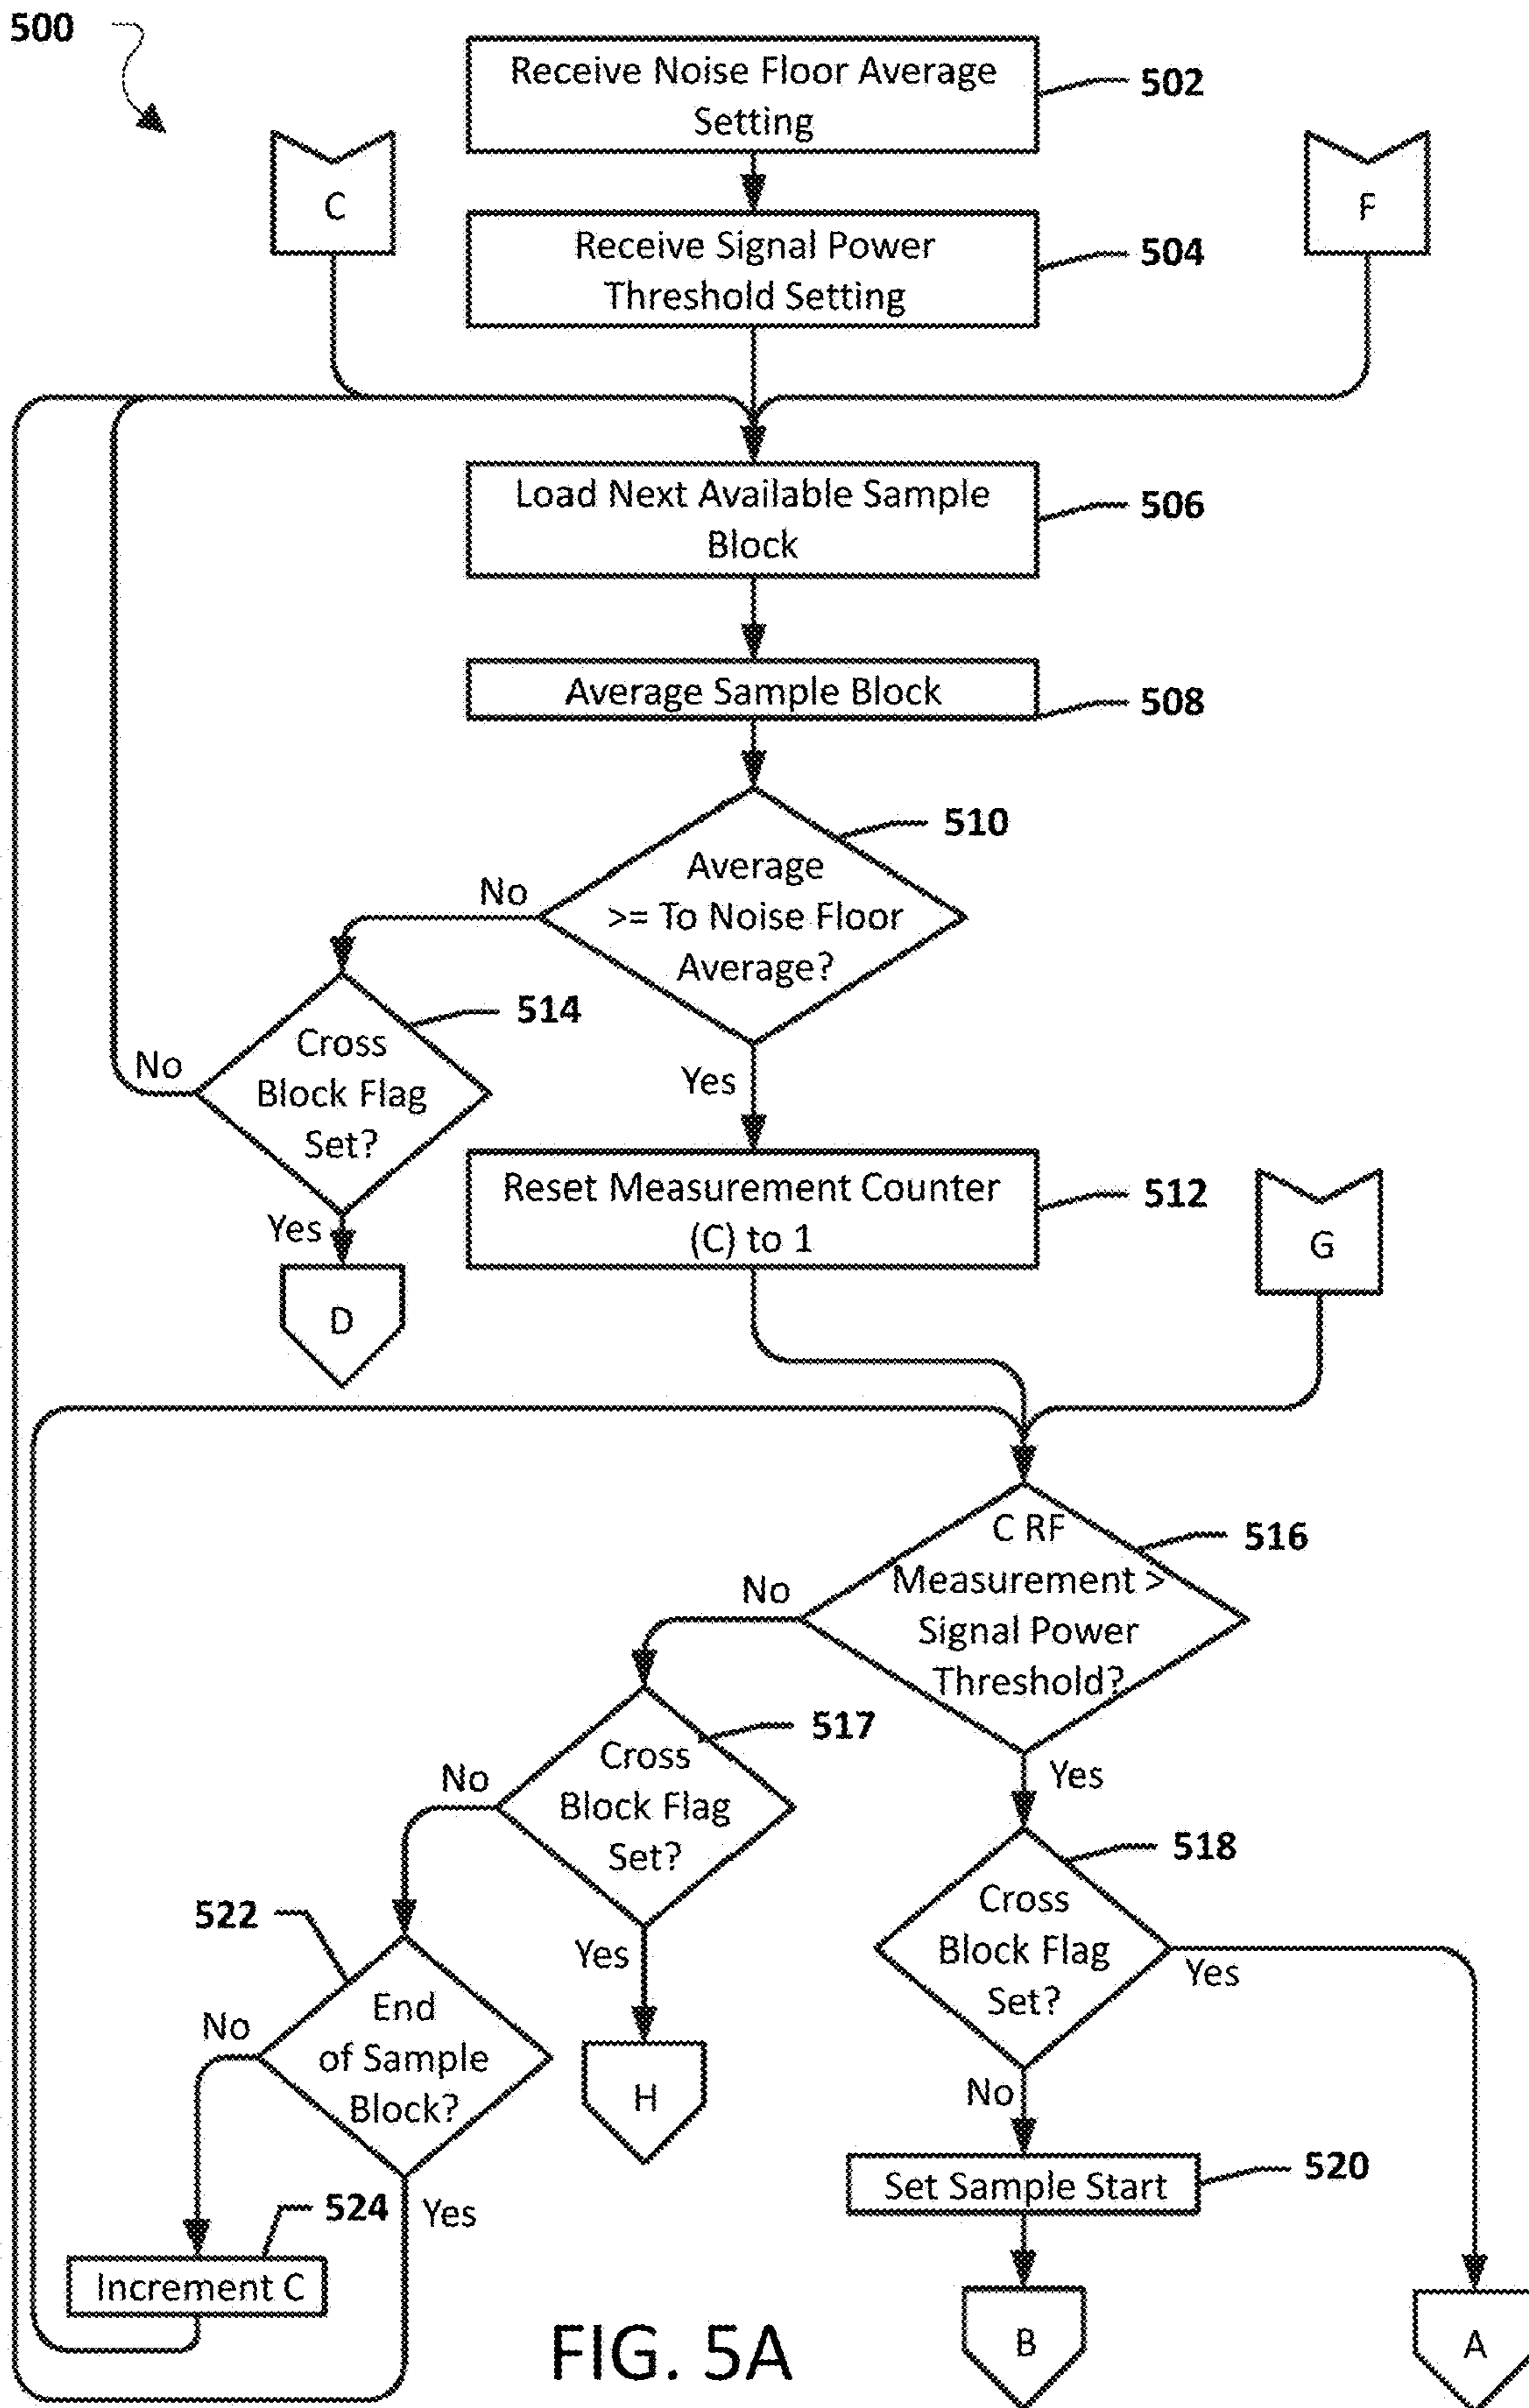 500
Receive Noise Floor Average
Setting
502
C
F
Receive Signal Power
Threshold Setting
504
Load Next Available Sample
Block
506
Average Sample Block
508
510
Average
>= To Noise Floor
Average?
No
514
Cross
Block Flag
Set?
No
Yes
Yes
D
Reset Measurement Counter
(C) to 1
512
G
C RF
Measurement >
Signal Power
Threshold?
516
No
Yes
517
Cross
Block Flag
Set?
No
Yes
518
Cross
Block Flag
Set?
Yes
No
522
End
of Sample
Block?
No
Yes
H
Set Sample Start
520
524
Increment C
B
A
FIG. 5A